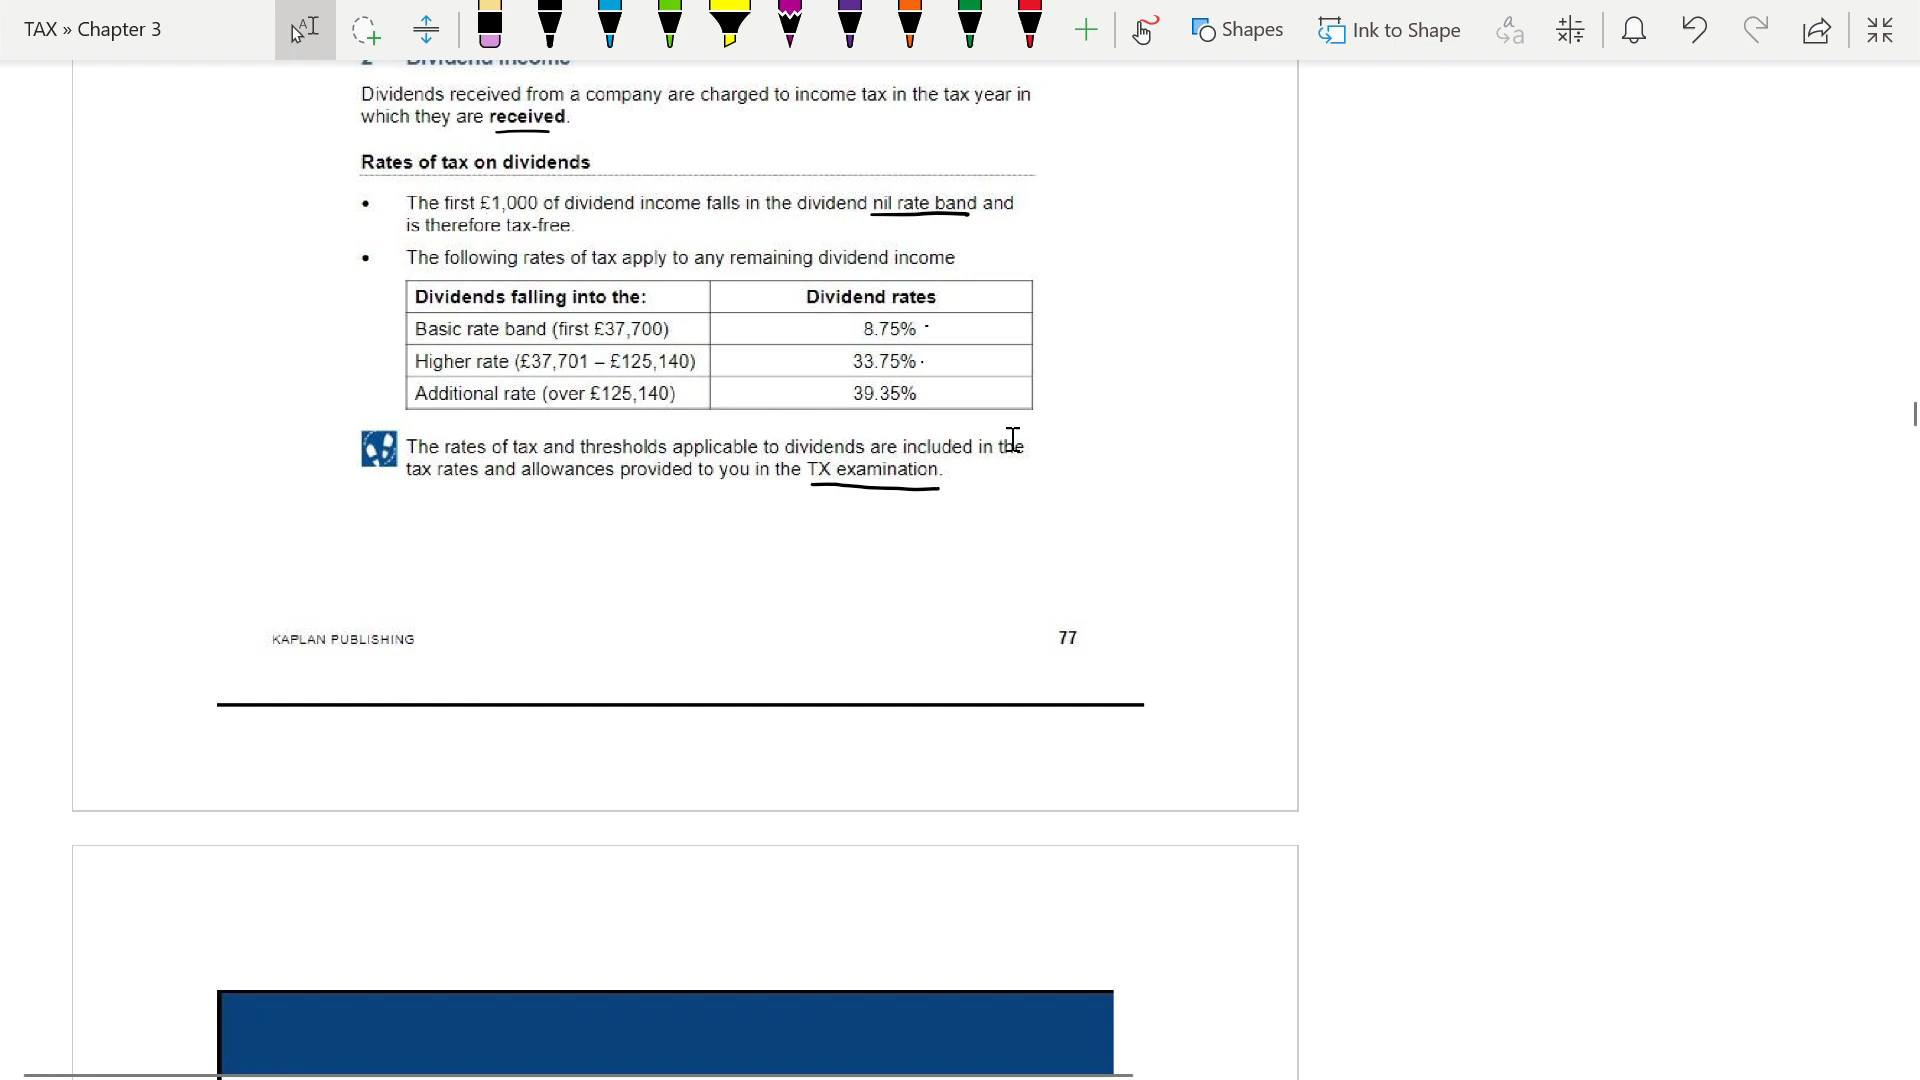 TAX » Chapter 3
Shapes
Ink to Shape
2 Dividend income
Dividends received from a company are charged to income tax in the tax year in
which they are received.
Rates of tax on dividends
• The first £1,000 of dividend income falls in the dividend nil rate band and
is therefore tax-free.
• The following rates of tax apply to any remaining dividend income
Dividends falling into the: Dividend rates
Basic rate band (first £37,700) 8.75%
Higher rate (£37,701 – £125,140) 33.75%
Additional rate (over £125,140) 39.35%
The rates of tax and thresholds applicable to dividends are included in the
tax rates and allowances provided to you in the TX examination.
KAPLAN PUBLISHING 77